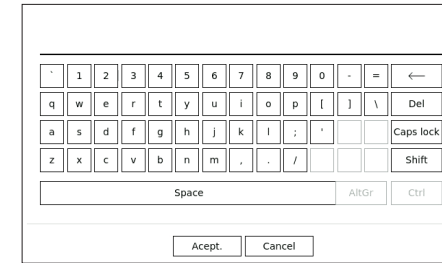 ` 1 2 3 4 5 6 7 8 9 0 - = ←
q w e r t y u i o p [ ] \ Del
a s d f g h j k l ; ' Caps lock
z x c v b n m , . / Shift
Space AltGr Ctrl
Acept. Cancel